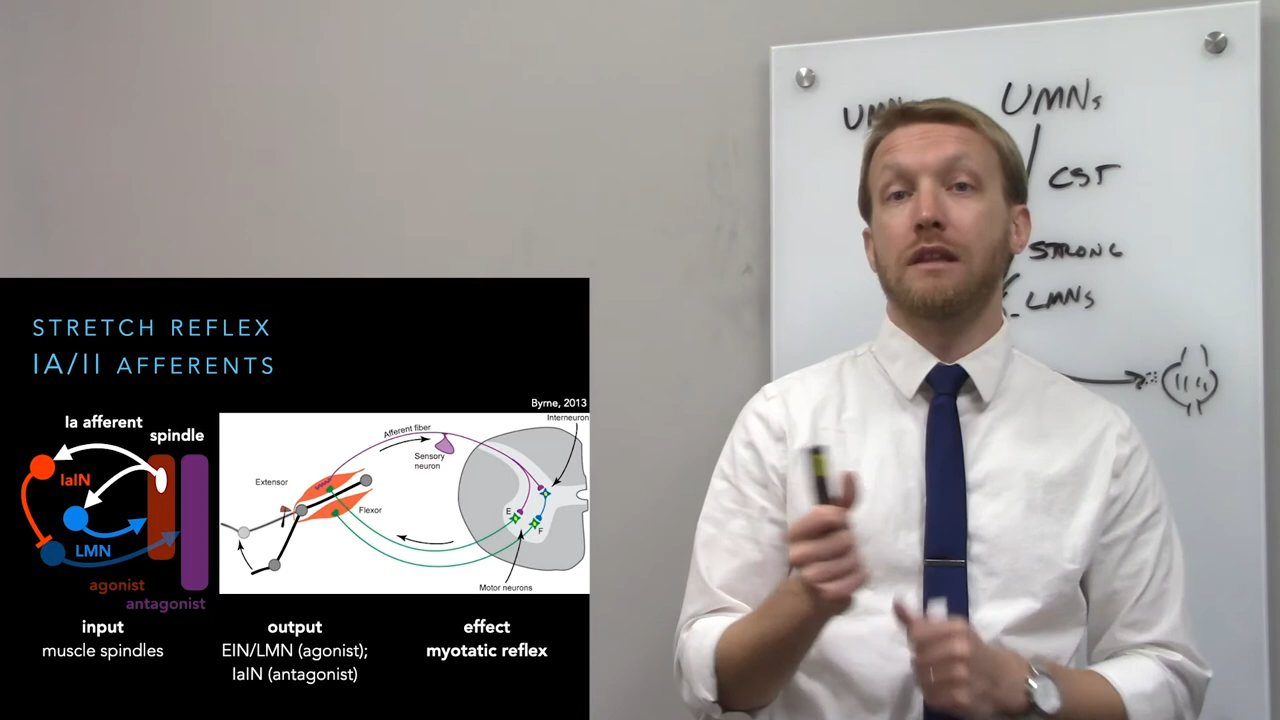 UMNs
CST
STRONG
LMNs
STRETCH REFLEX
IA/II AFFERENTS
Byrne, 2013
Ia afferent
spindle
IaIN
LMN
agonist
antagonist
Interneuron
Afferent fiber
Sensory
neuron
Extensor
Flexor
E
F
Motor neurons
input
muscle spindles
output
EIN/LMN (agonist);
IaIN (antagonist)
effect
myotatic reflex